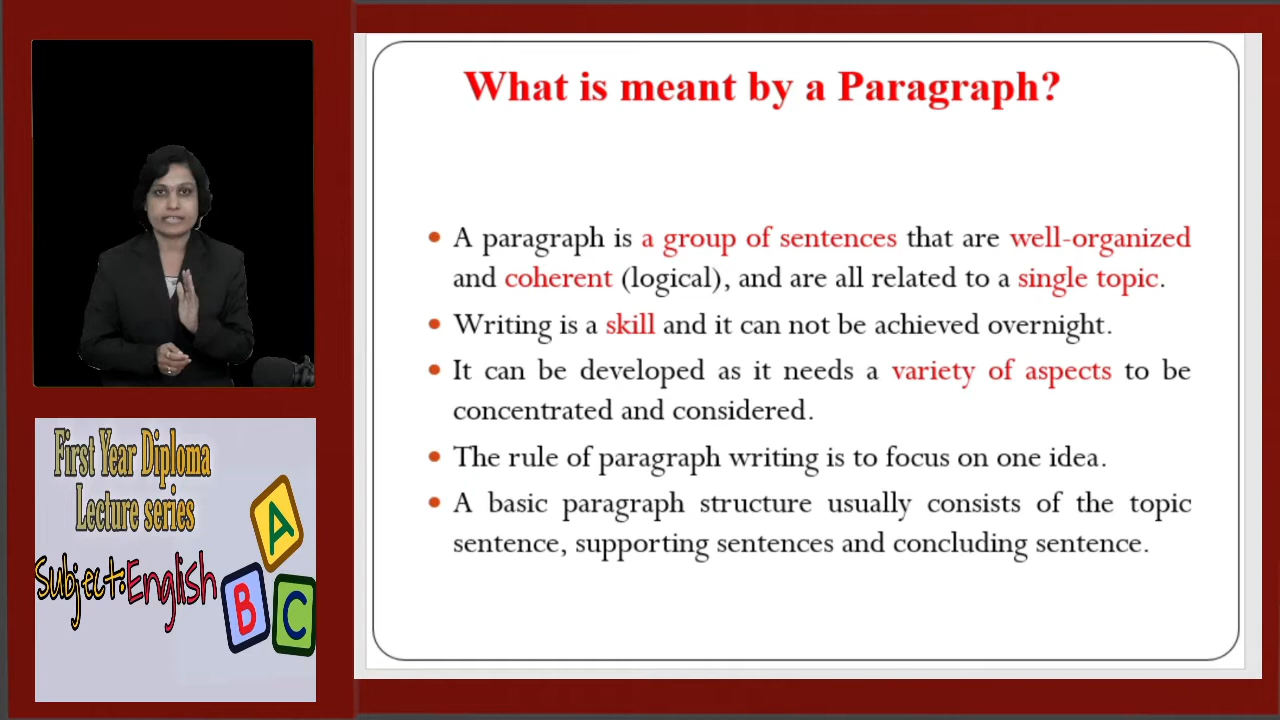 What is meant by a Paragraph?
A paragraph is a group of sentences that are well-organized
and coherent (logical), and are all related to a single topic.
Writing is a skill and it can not be achieved overnight.
It can be developed as it needs a variety of aspects to be
concentrated and considered.
The rule of paragraph writing is to focus on one idea.
A basic paragraph structure usually consists of the topic
sentence, supporting sentences and concluding sentence.
First Year Diploma
Lecture series
Subject:English
A
B
C